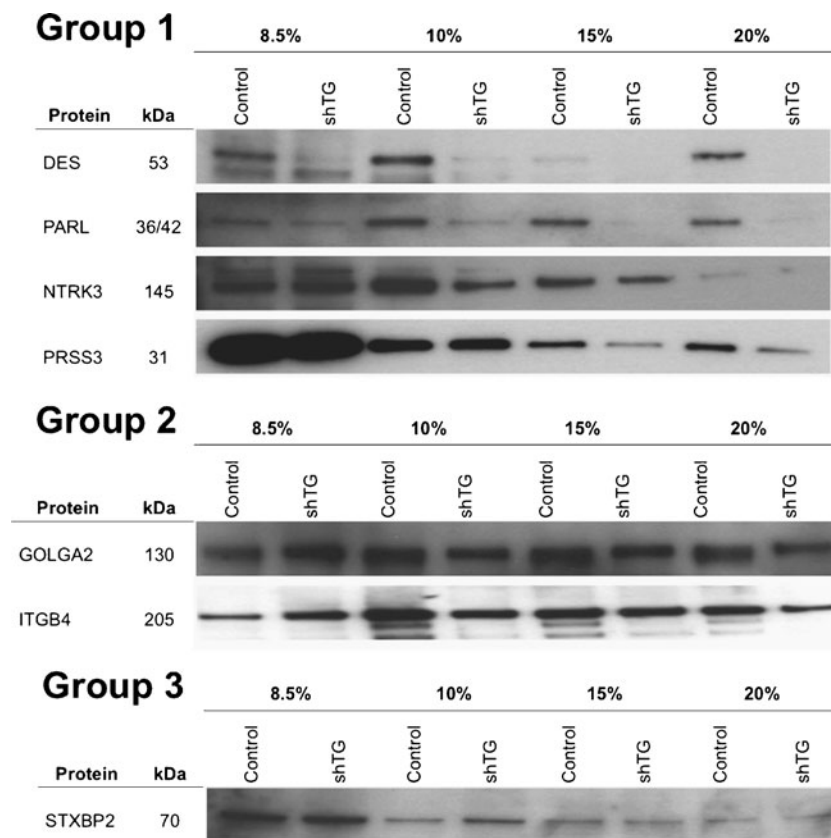 Group 1
8.5% 10% 15% 20%
Control shTG Control shTG Control shTG Control shTG
Protein kDa
DES 53
PARL 36/42
NTRK3 145
PRSS3 31
Group 2
8.5% 10% 15% 20%
Control shTG Control shTG Control shTG Control shTG
Protein kDa
GOLGA2 130
ITGB4 205
Group 3
8.5% 10% 15% 20%
Control shTG Control shTG Control shTG Control shTG
Protein kDa
STXBP2 70